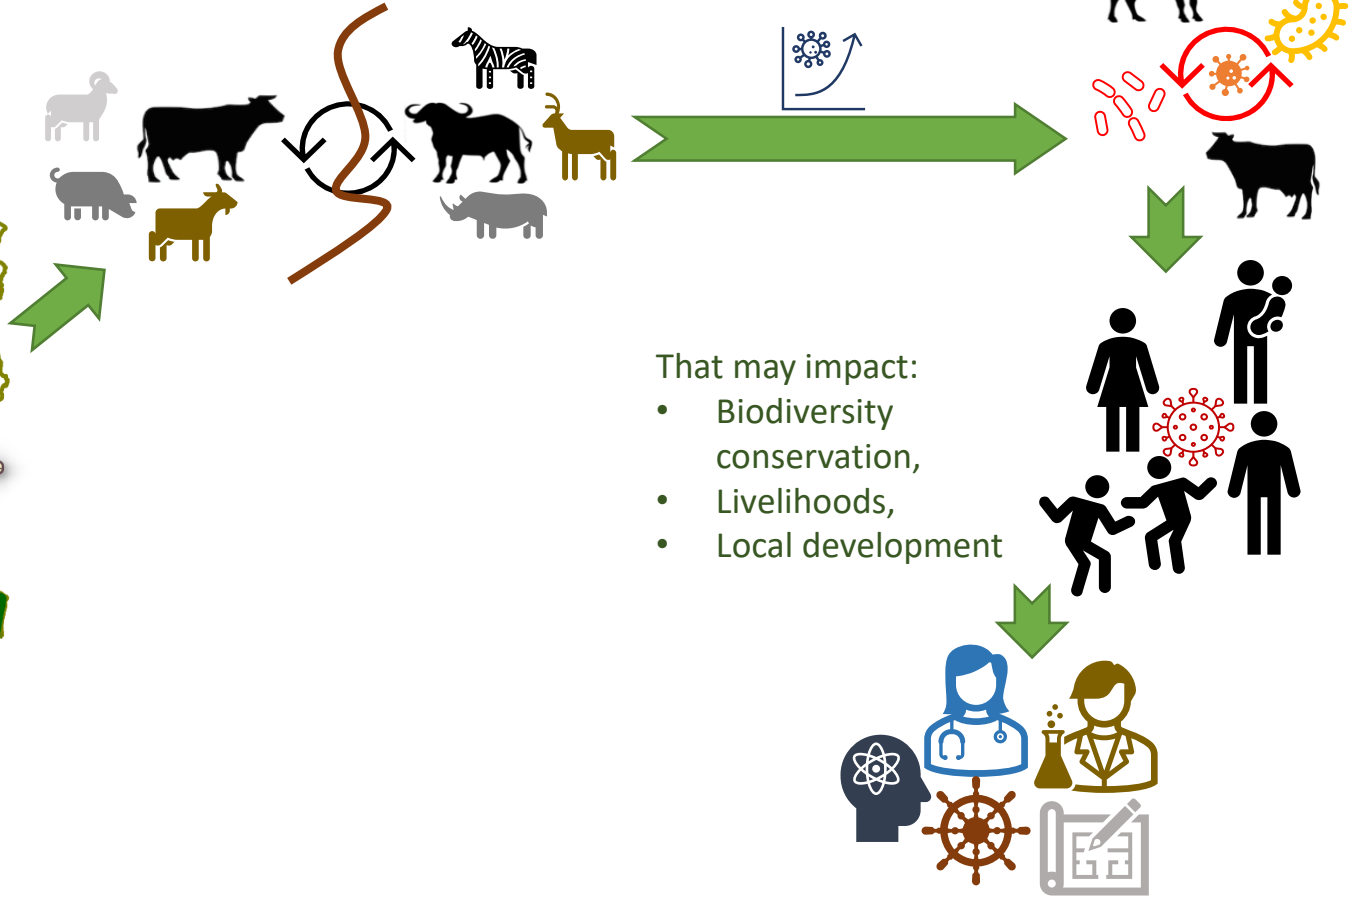 That may impact:
• Biodiversity
conservation,
• Livelihoods,
• Local development